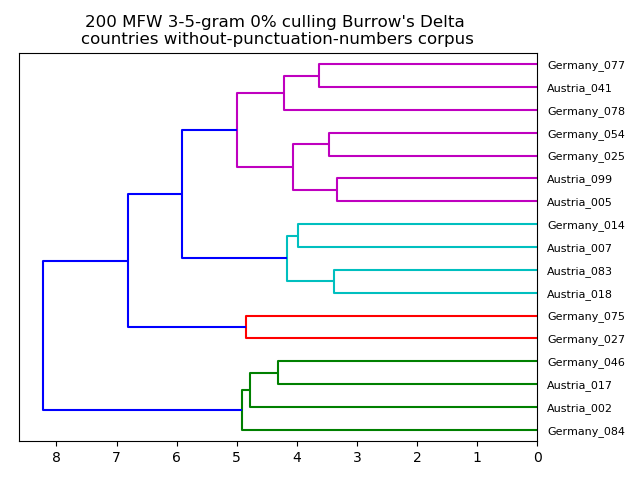 200 MFW 3-5-gram 0% culling Burrow's Delta
countries without-punctuation-numbers corpus
Germany_077
Austria_041
Germany_078
Germany_054
Germany_025
Austria_099
Austria_005
Germany_014
Austria_007
Austria_083
Austria_018
Germany_075
Germany_027
Germany_046
Austria_017
Austria_002
Germany_084
8 7 6 5 4 3 2 1 0